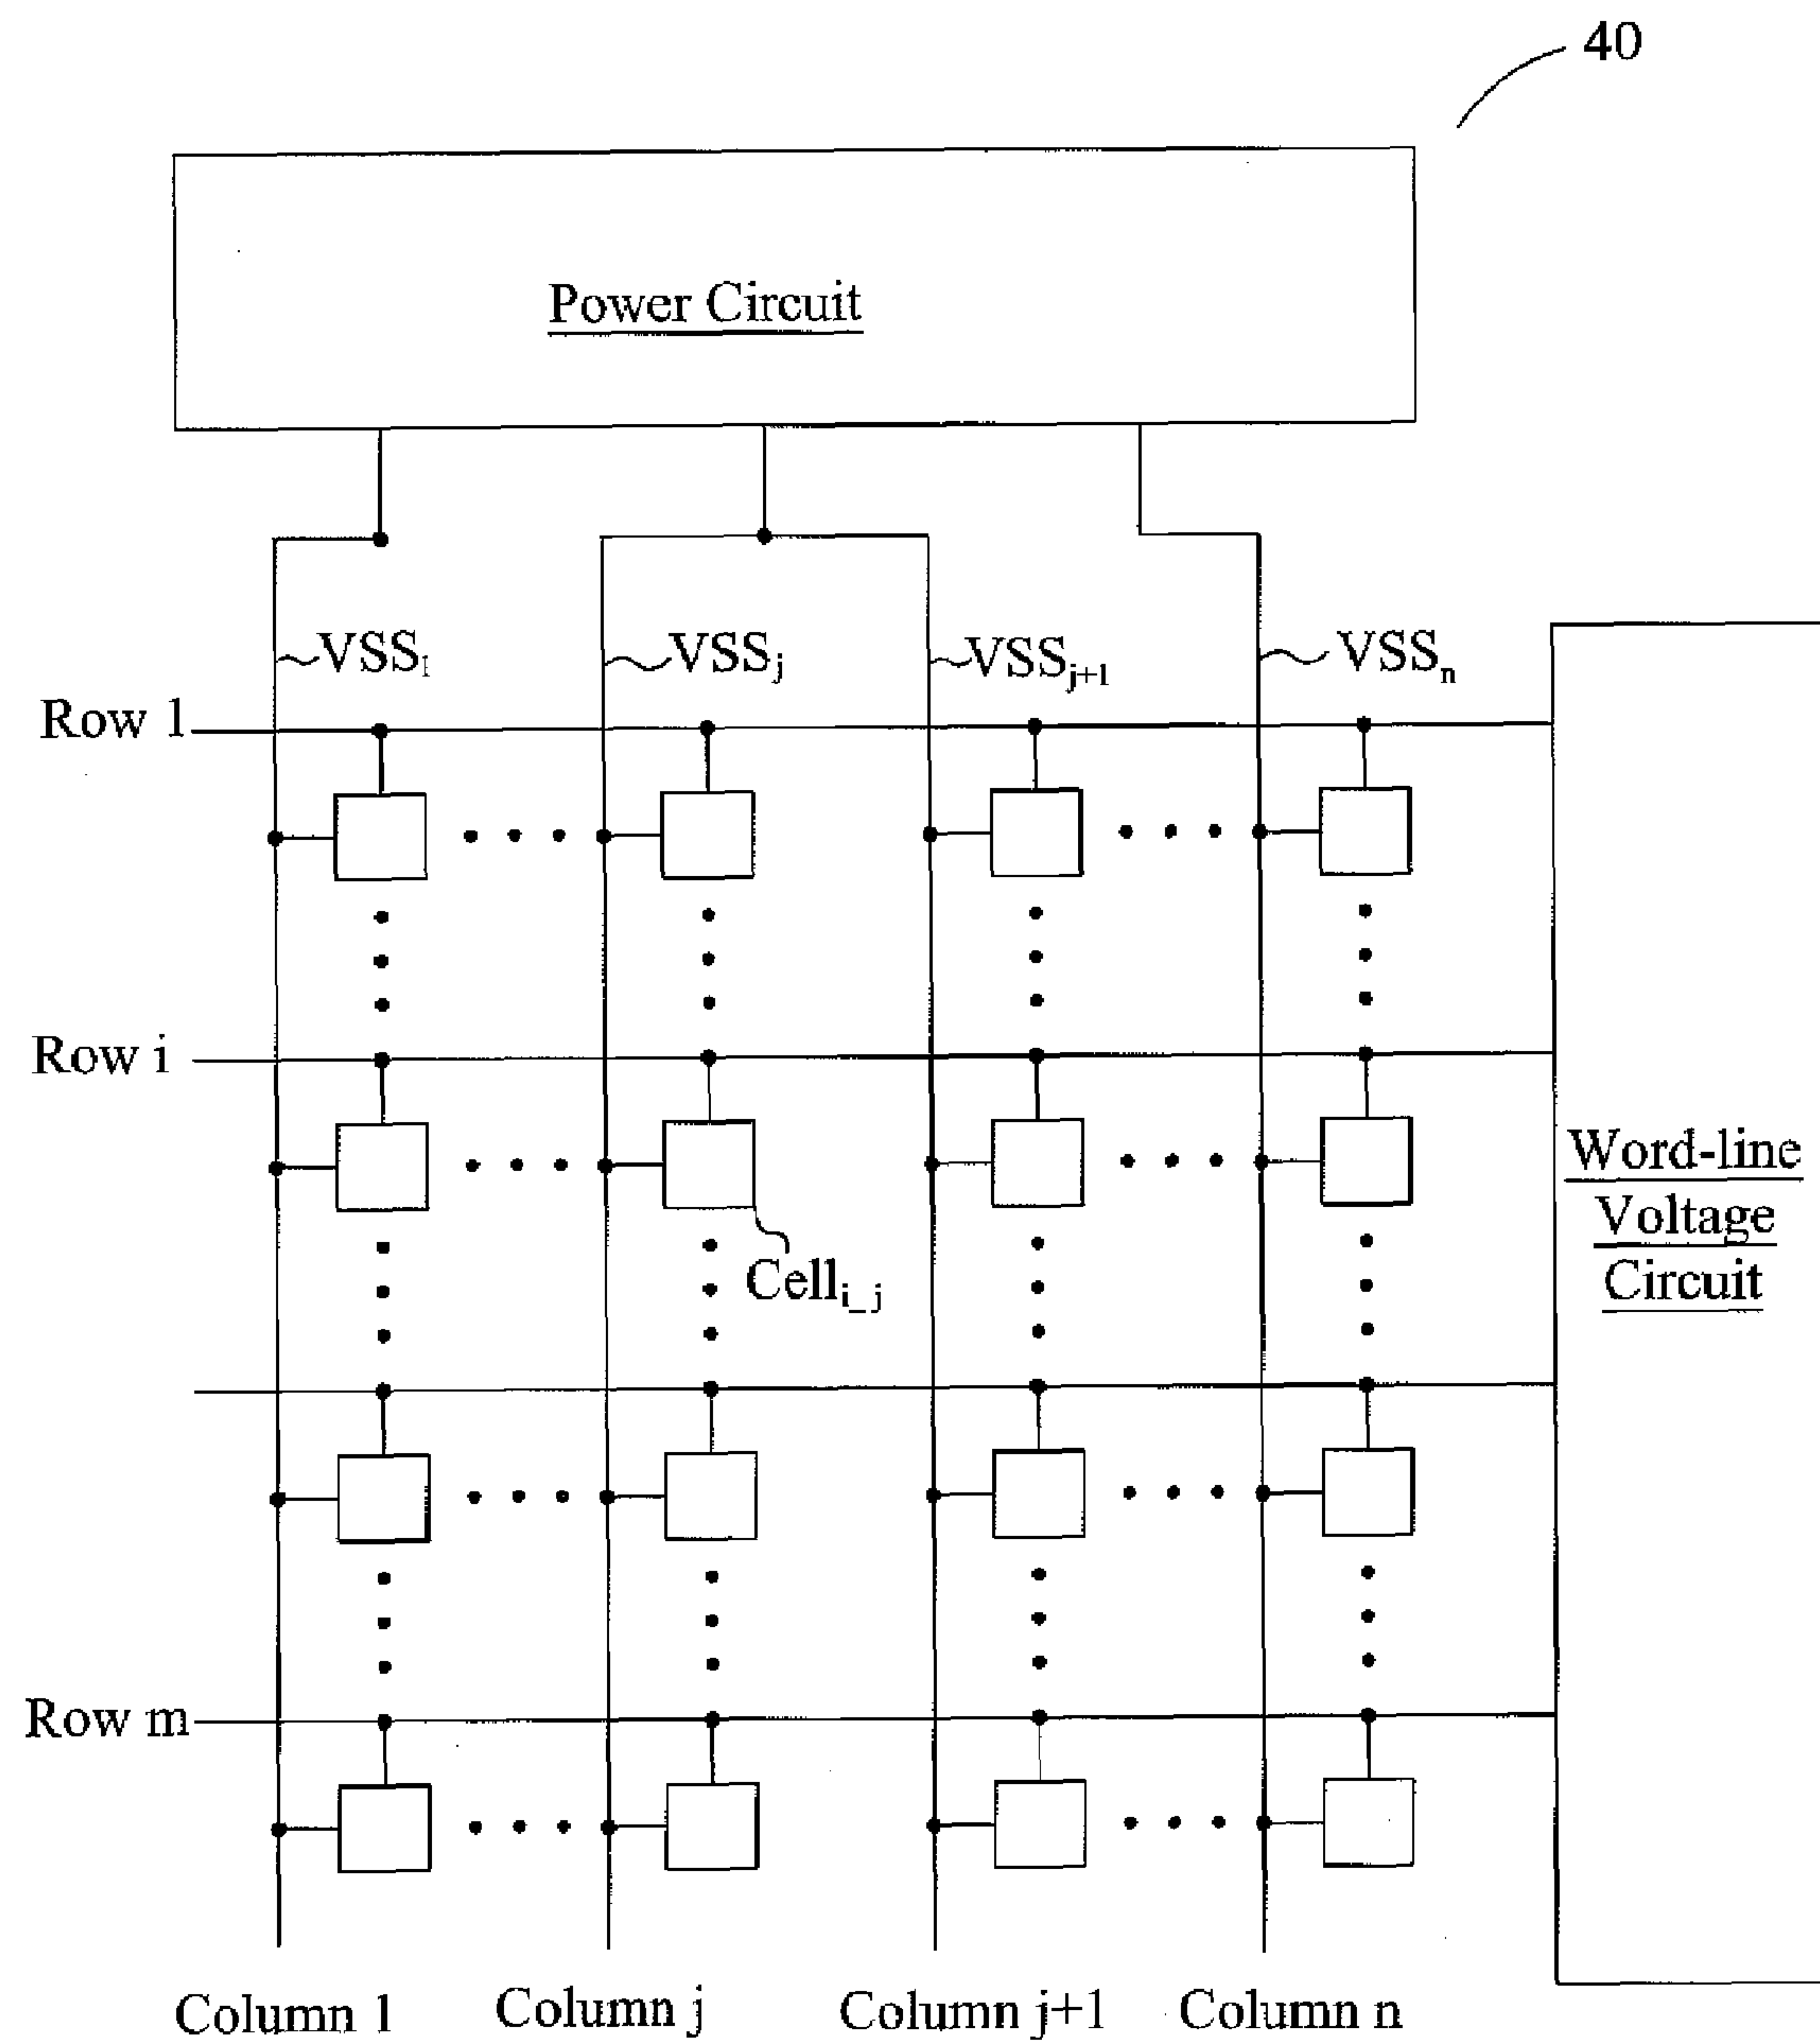 40
Power Circuit
VSS₁
VSSⱼ
VSSⱼ₊₁
VSSₙ
Row 1
Row i
Word-line
Voltage
Circuit
Cellᵢ_ⱼ
Row m
Column 1
Column j
Column j+1
Column n